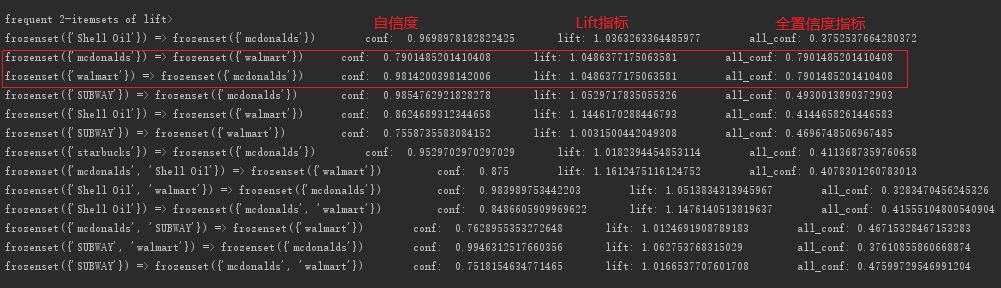 自信度 Lift指标 全置信度指标
frequent 2-itemsets of lift>
frozenset({'Shell Oil'}) => frozenset({'mcdonalds'}) conf: 0.9698978182822425 lift: 1.0363263364485977 all_conf: 0.3752537664280372
frozenset({'mcdonalds'}) => frozenset({'walmart'}) conf: 0.7901485201410408 lift: 1.0486377175063581 all_conf: 0.7901485201410408
frozenset({'walmart'}) => frozenset({'mcdonalds'}) conf: 0.9814200398142006 lift: 1.0486377175063581 all_conf: 0.7901485201410408
frozenset({'SUBWAY'}) => frozenset({'mcdonalds'}) conf: 0.9854762921828278 lift: 1.0529717835055326 all_conf: 0.4930013890372903
frozenset({'Shell Oil'}) => frozenset({'walmart'}) conf: 0.8624689312344658 lift: 1.1446170288446793 all_conf: 0.4144658261446583
frozenset({'SUBWAY'}) => frozenset({'walmart'}) conf: 0.7558735583084152 lift: 1.0031500442049308 all_conf: 0.4696748506967485
frozenset({'starbucks'}) => frozenset({'mcdonalds'}) conf: 0.9529702970297029 lift: 1.0182394454853114 all_conf: 0.4113687359760658
frozenset({'mcdonalds', 'Shell Oil'}) => frozenset({'walmart'}) conf: 0.875 lift: 1.1612475116124752 all_conf: 0.4078301260783013
frozenset({'Shell Oil', 'walmart'}) => frozenset({'mcdonalds'}) conf: 0.983989753442203 lift: 1.0513834313945967 all_conf: 0.3283470456245326
frozenset({'Shell Oil'}) => frozenset({'mcdonalds', 'walmart'}) conf: 0.8486605909969622 lift: 1.1476140513819637 all_conf: 0.41555104800540904
frozenset({'mcdonalds', 'SUBWAY'}) => frozenset({'walmart'}) conf: 0.7628955353272648 lift: 1.0124691908789183 all_conf: 0.46715328467153283
frozenset({'SUBWAY', 'walmart'}) => frozenset({'mcdonalds'}) conf: 0.9946312517660356 lift: 1.062753768315029 all_conf: 0.37610855860668874
frozenset({'SUBWAY'}) => frozenset({'mcdonalds', 'walmart'}) conf: 0.7518154634771465 lift: 1.0166537707601708 all_conf: 0.47599729546991204